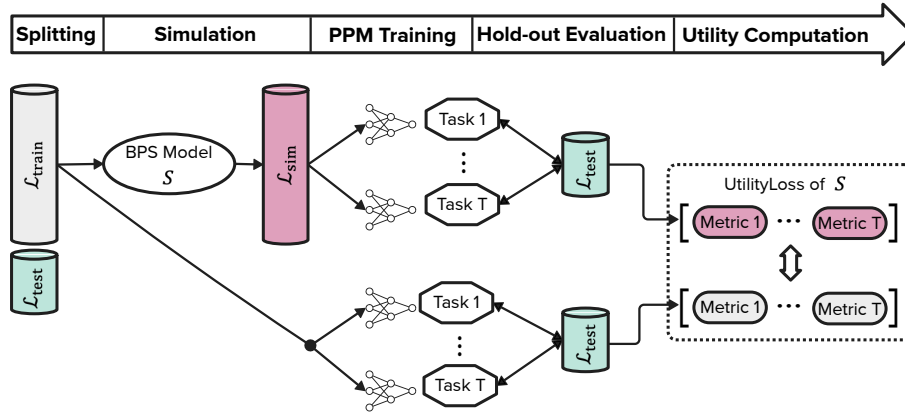 Splitting
Simulation
PPM Training
Hold-out Evaluation
Utility Computation
ℒtrain
BPS Model
S
ℒsim
Task 1
⋮
Task T
ℒtest
UtilityLoss of S
[ Metric 1 ··· Metric T ]
[ Metric 1 ··· Metric T ]
ℒtest
Task 1
⋮
Task T
ℒtest